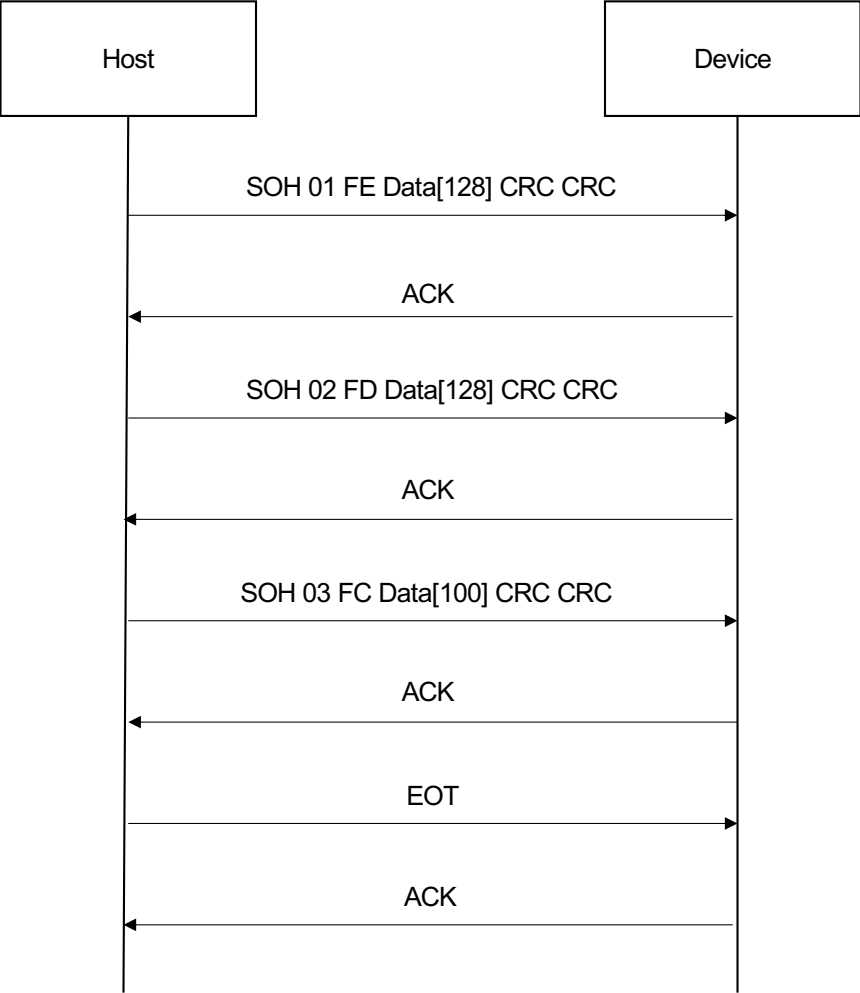 Host
Device
SOH 01 FE Data[128] CRC CRC
ACK
SOH 02 FD Data[128] CRC CRC
ACK
SOH 03 FC Data[100] CRC CRC
ACK
EOT
ACK